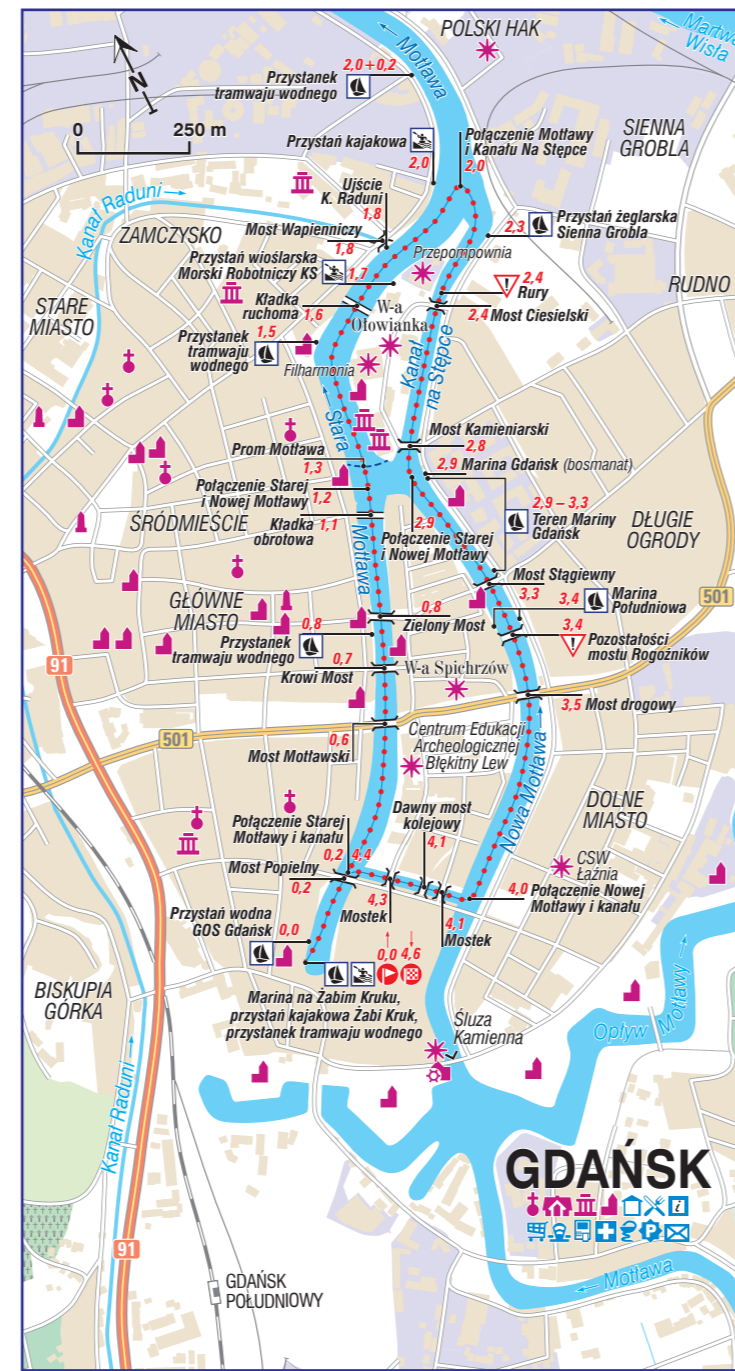 POLSKI HAK
Martwa
Wisła
Motława
2,0+0,2
Przystanek
tramwaju wodnego
N
0 250 m
Przystań kajakowa
2,0
Połączenie Motławy
i Kanału Na Stępce
2,0
SIENNA
GROBLA
Kanał Raduni
Ujście
K. Raduni
1,8
ZAMCZYSKO
Most Wapienniczy
1,8
2,3
Przystań żeglarska
Sienna Grobla
Przystań wioślarska
Morski Robotniczy KS
1,7
Przepompownia
2,4
Rury
RUDNO
STARE
MIASTO
Kładka
ruchoma 1,6
W-a
Ołowianka
2,4 Most Ciesielski
Przystanek
tramwaju
wodnego
1,5
Filharmonia
Kanał
na Stępce
Stara
Most Kamieniarski
2,8
Prom Motława
1,3
2,9 Marina Gdańsk (bosmanat)
Połączenie Starej
i Nowej Motławy
1,2
2,9 – 3,3
Teren Mariny
Gdańsk
ŚRÓDMIEŚCIE
Kładka
obrotowa
1,1
2,9
Połączenie Starej
i Nowej Motławy
DŁUGIE
OGRODY
Motława
Most Stągiewny
3,3
501
GŁÓWNE
MIASTO
0,8
Zielony Most
3,4
Marina
Południowa
0,8
Przystanek
tramwaju wodnego
3,4
Pozostałości
mostu Rogoźników
91
0,7
Krowi Most
W-a Spichrzów
3,5 Most drogowy
501
0,6
Most Motławski
Centrum Edukacji
Archeologicznej
Błękitny Lew
Nowa Motława
DOLNE
MIASTO
Dawny most
kolejowy
4,1
Połączenie Starej
Motławy i kanału
0,2 4,4
CSW
Łaźnia
Most Popielny
0,2
4,3
Mostek
4,0
Połączenie Nowej
Motławy i kanału
4,1
Mostek
Przystań wodna
GOS Gdańsk
0,0
0,0 4,6
BISKUPIA
GÓRKA
Marina na Żabim Kruku,
przystań kajakowa Żabi Kruk,
przystanek tramwaju wodnego
Śluza
Kamienna
Opływ Motławy
Kanał Raduni
GDAŃSK
i
P
91
Motława
GDAŃSK
POŁUDNIOWY